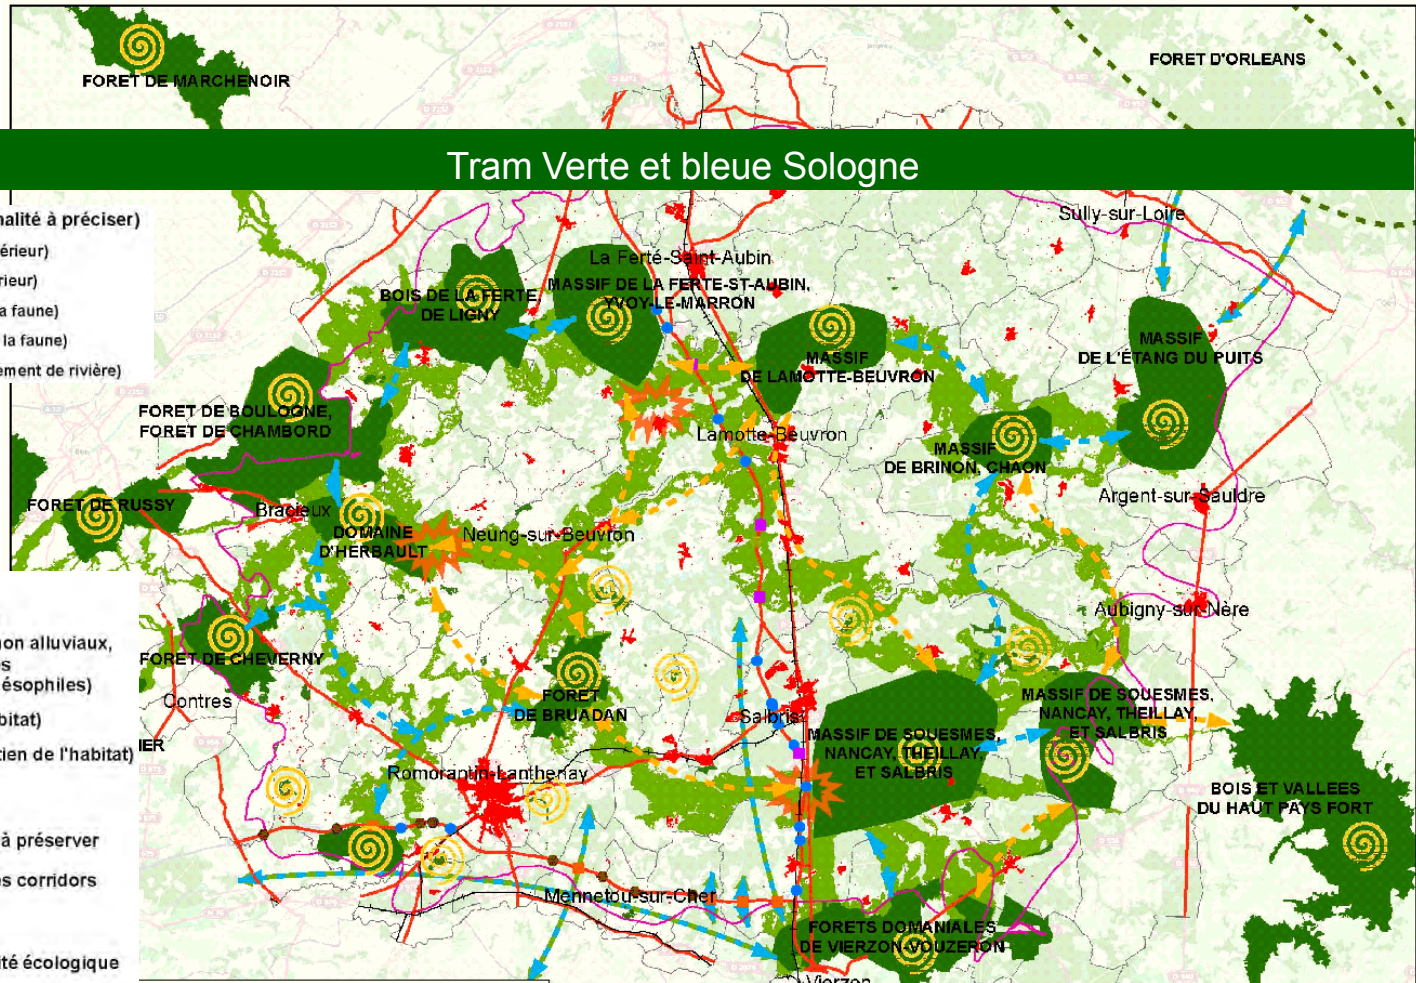 FORET DE MARCHENOIR
FORET D'ORLEANS
Tram Verte et bleue Sologne
nalité à préciser)
érieur)
rieur)
a faune)
la faune)
ement de rivière)
Sully-sur-Loire
La Ferté-Saint-Aubin
BOIS DE LA FERTE,
DE LIGNY
MASSIF DE LA FERTE-ST-AUBIN,
YVOY-LE-MARRON
MASSIF
DE LAMOTTE-BEUVRON
MASSIF
DE L'ÉTANG DU PUITS
FORET DE BOULOGNE,
FORET DE CHAMBORD
Lamotte-Beuvron
MASSIF
DE BRINON, CHAON
Argent-sur-Sauldre
FORET DE RUSSY
Bracieux
DOMAINE
D'HERBAULT
Neung-sur-Beuvron
Aubigny-sur-Nère
non alluviaux,
s
ésophiles)
bitat)
tien de l'habitat)
à préserver
es corridors
ité écologique
FORET DE CHEVERNY
Contres
IER
FORET
DE BRUADAN
Salbris
MASSIF DE SOUESMES,
NANCAY, THEILLAY,
ET SALBRIS
MASSIF DE SOUESMES,
NANCAY, THEILLAY,
ET SALBRIS
Romorantin-Lanthenay
BOIS ET VALLEES
DU HAUT PAYS FORT
Mennetou-sur-Cher
FORETS DOMANIALES
DE VIERZON-VOUZERON
Vierzon